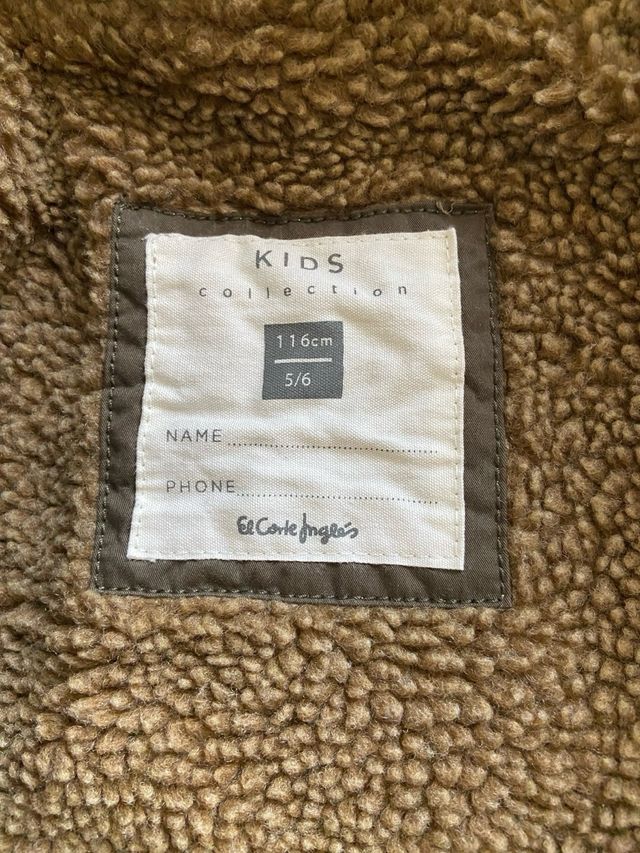 KIDS
collection
116cm
5/6
NAME
PHONE
El Corte Inglés